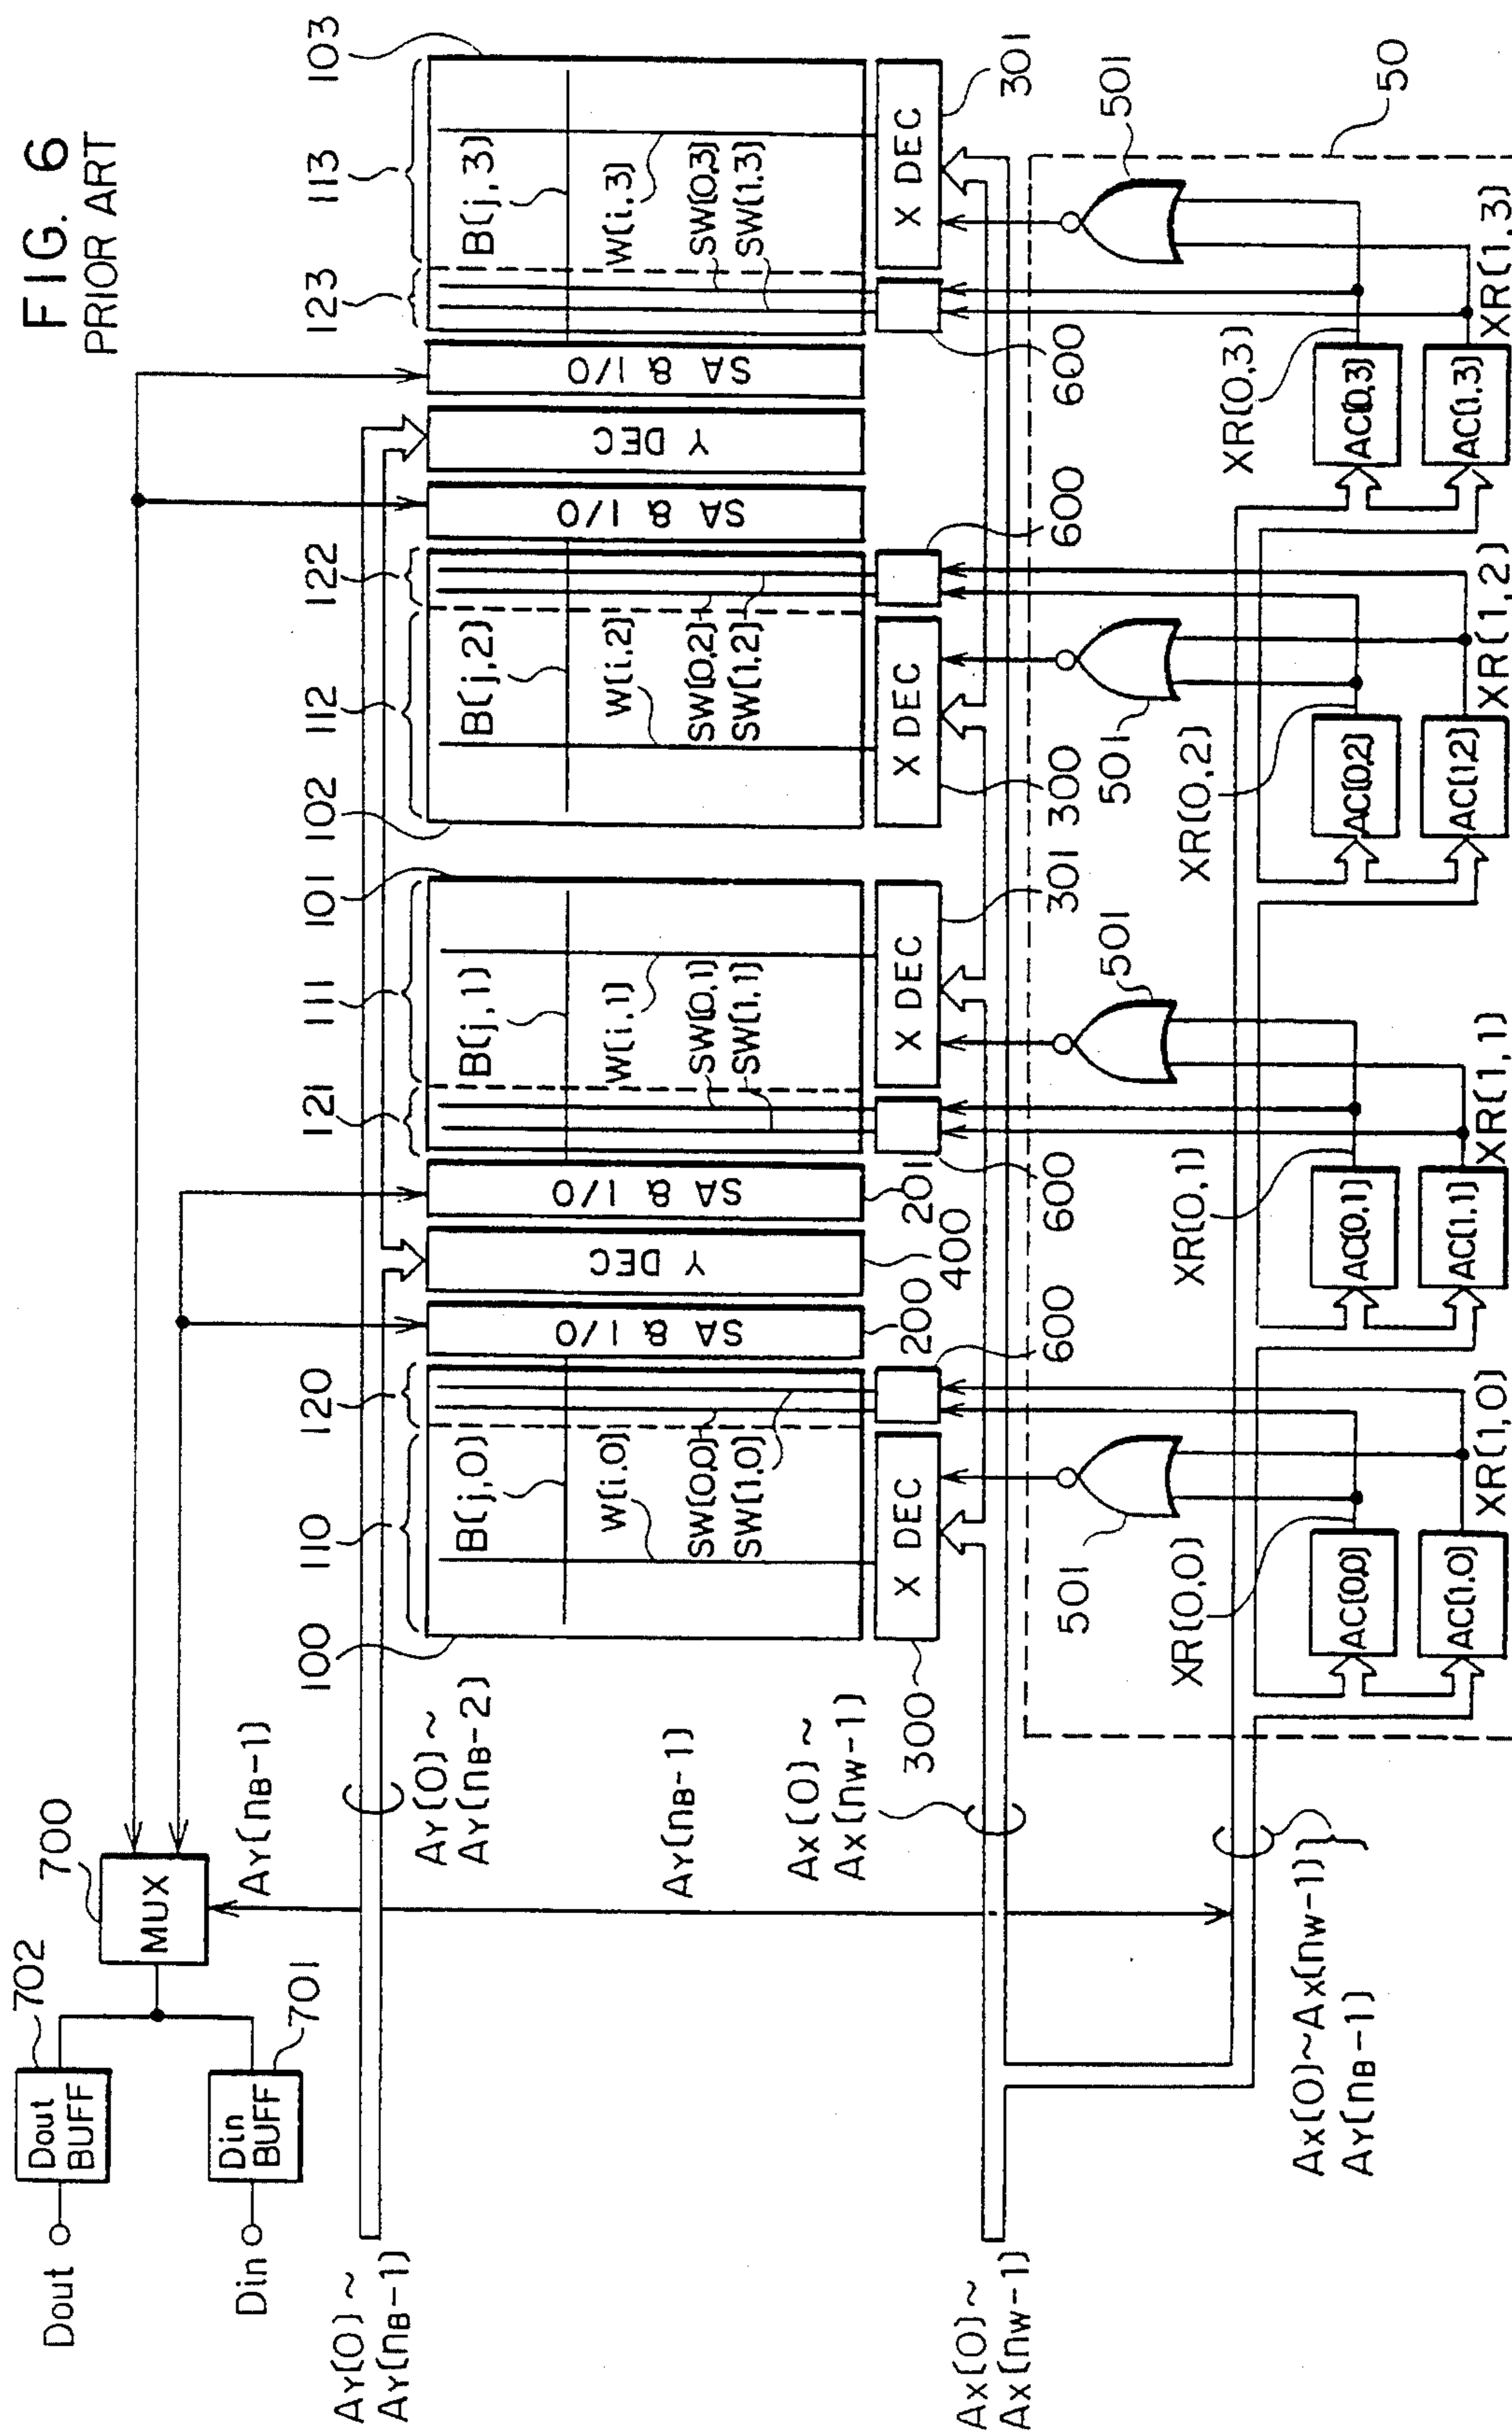 FIG. 6
PRIOR ART
Dout
Dout
BUFF
702
Din
Din
BUFF
701
MUX
700
AY(nB-1)
AY(0)~
AY(nB-1)
AY(0)~
AY(nB-2)
AY(nB-1)
AX(0)~
AX(nW-1)
AX(0)~
AX(nW-1)
AX(0)~AX(nW-1)
AY(nB-1)
100
110
120
B(j,0)
W(i,0)
SW(0,0)
SW(1,0)
SA & I/O
200
Y DEC
400
SA & I/O
201
121
111
101
B(j,1)
W(i,1)
SW(0,1)
SW(1,1)
102
112
122
B(j,2)
W(i,2)
SW(0,2)
SW(1,2)
SA & I/O
Y DEC
SA & I/O
123
113
103
B(j,3)
W(i,3)
SW(0,3)
SW(1,3)
X DEC
300
600
600
X DEC
301
X DEC
300
600
600
X DEC
301
50
501
501
501
501
XR(0,0)
AC(0,0)
AC(1,0)
XR(1,0)
XR(0,1)
AC(0,1)
AC(1,1)
XR(1,1)
XR(0,2)
AC(0,2)
AC(1,2)
XR(1,2)
XR(0,3)
AC(0,3)
AC(1,3)
XR(1,3)